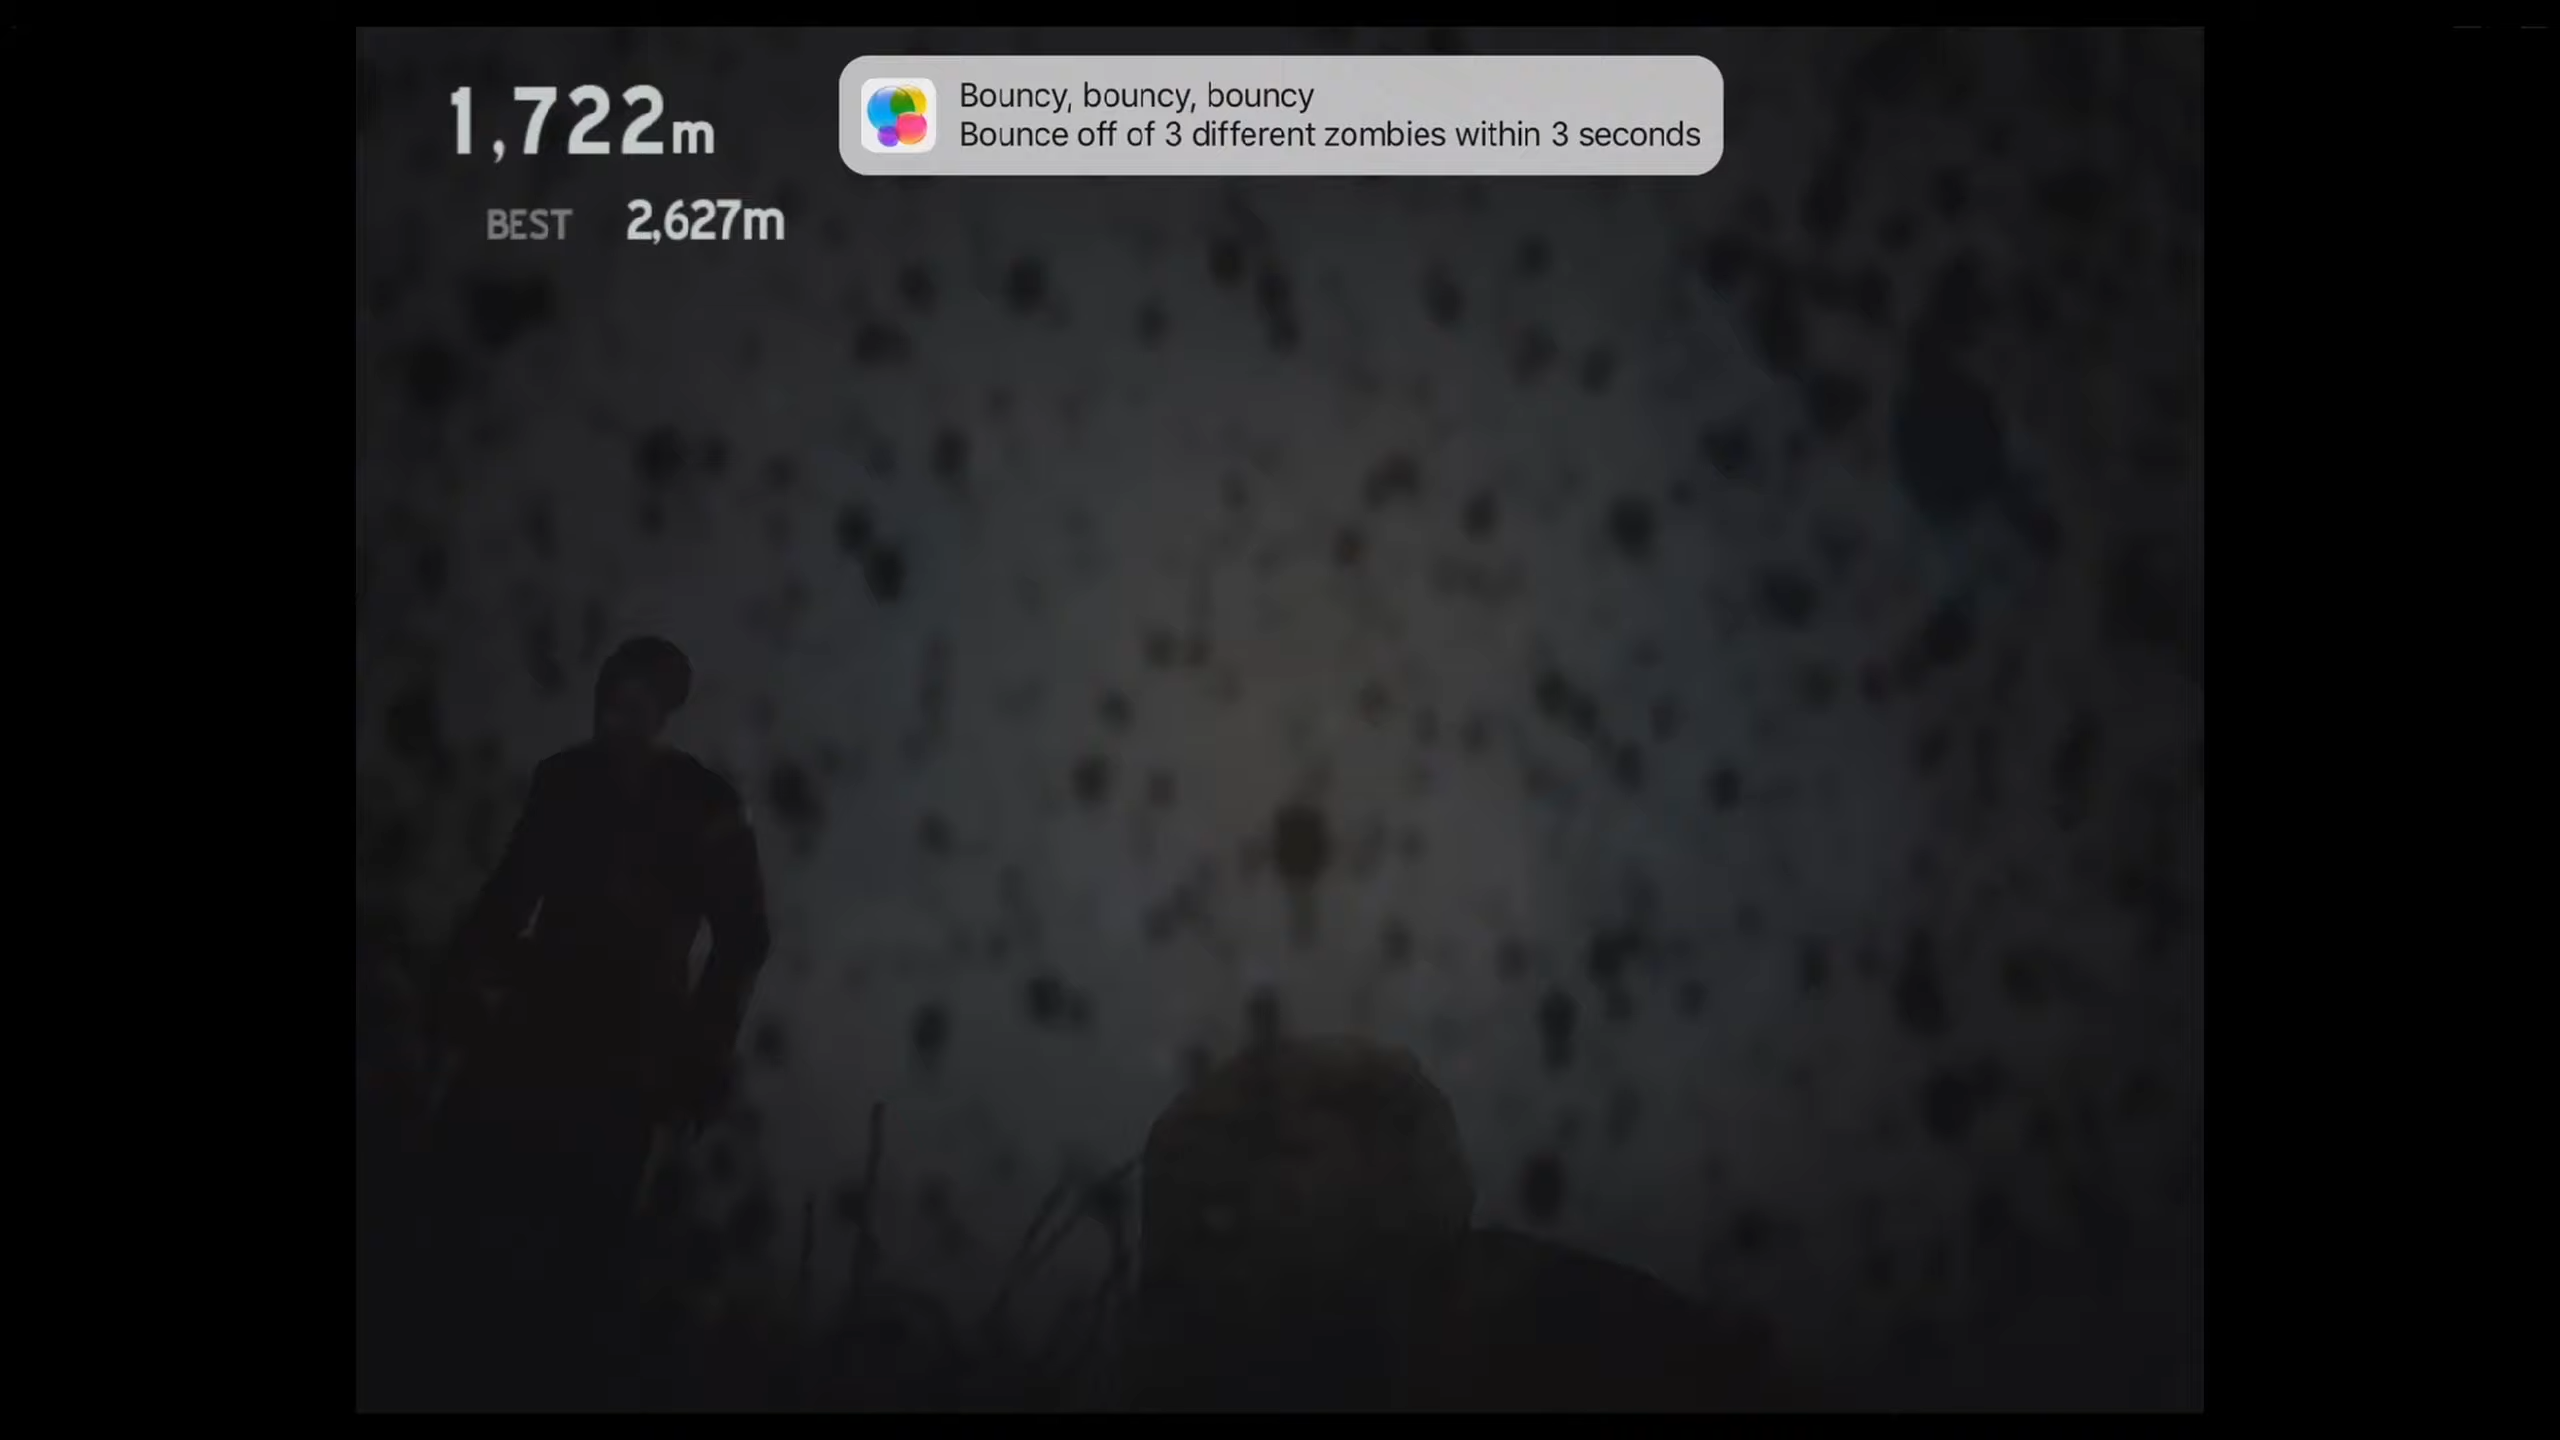 1,722m
BEST 2,627m
Bouncy, bouncy, bouncy
Bounce off of 3 different zombies within 3 seconds